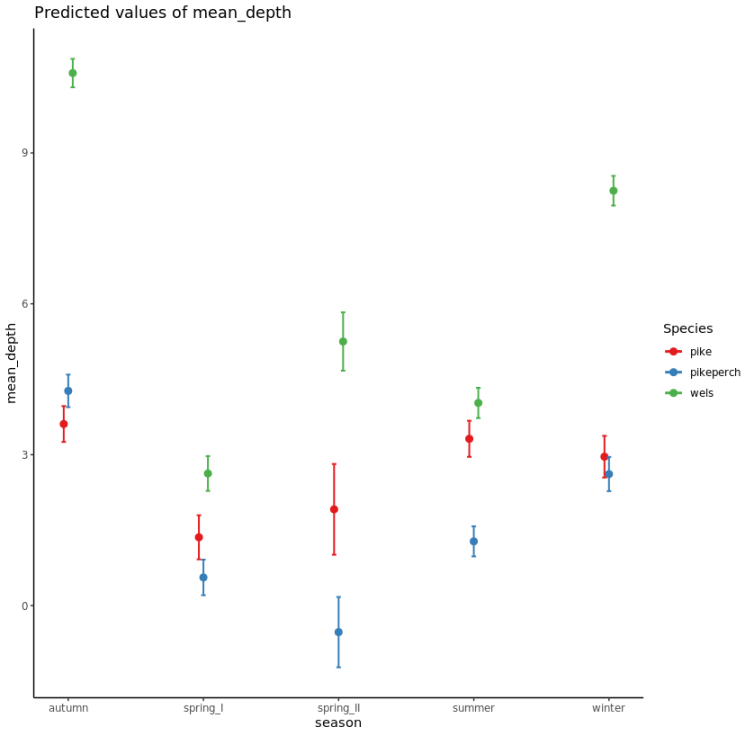 Predicted values of mean_depth
mean_depth
9
6
3
0
autumn
spring_I
spring_II
summer
winter
season
Species
pike
pikeperch
wels